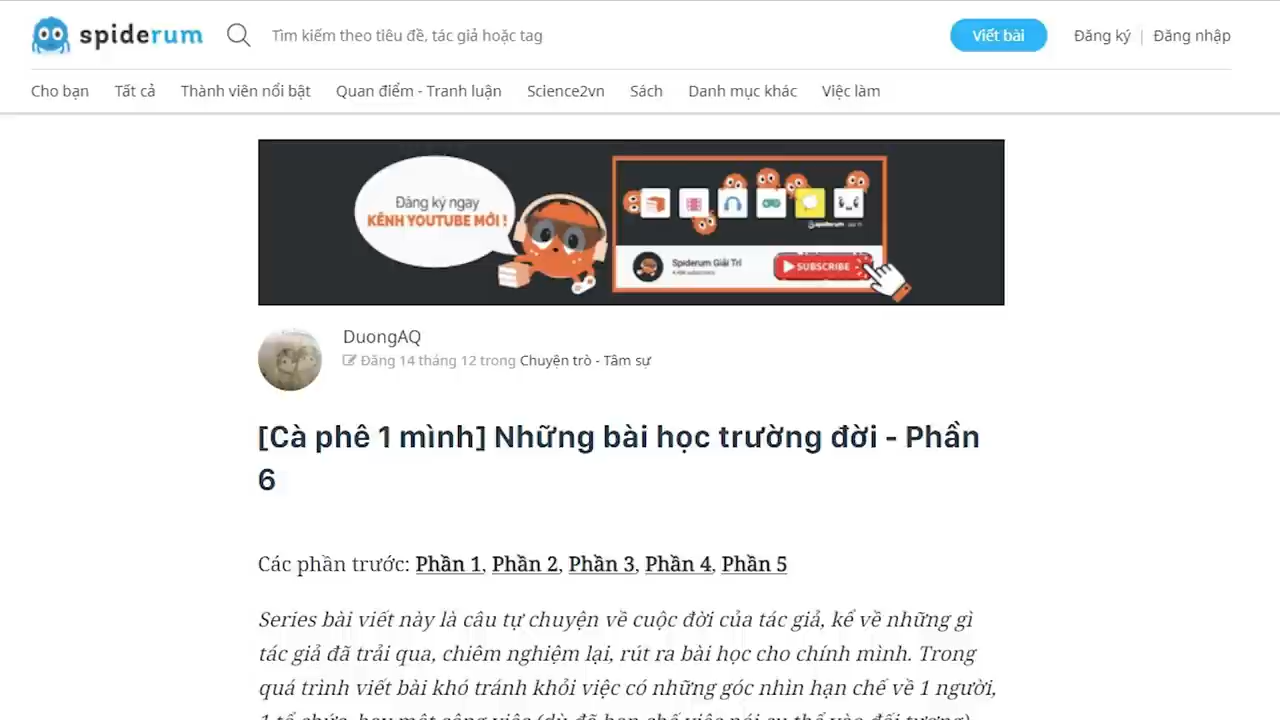 spiderum
Tìm kiếm theo tiêu đề, tác giả hoặc tag
Viết bài
Đăng ký | Đăng nhập
Cho bạn Tất cả Thành viên nổi bật Quan điểm - Tranh luận Science2vn Sách Danh mục khác Việc làm
Đăng ký ngay
KÊNH YOUTUBE MỚI !
spiderum
Spiderum Giải Trí
SUBSCRIBE
DuongAQ
Đăng 14 tháng 12 trong Chuyện trò - Tâm sự
[Cà phê 1 mình] Những bài học trường đời - Phần
6
Các phần trước: Phần 1, Phần 2, Phần 3, Phần 4, Phần 5
Series bài viết này là câu tự chuyện về cuộc đời của tác giả, kể về những gì
tác giả đã trải qua, chiêm nghiệm lại, rút ra bài học cho chính mình. Trong
quá trình viết bài khó tránh khỏi việc có những góc nhìn hạn chế về 1 người,